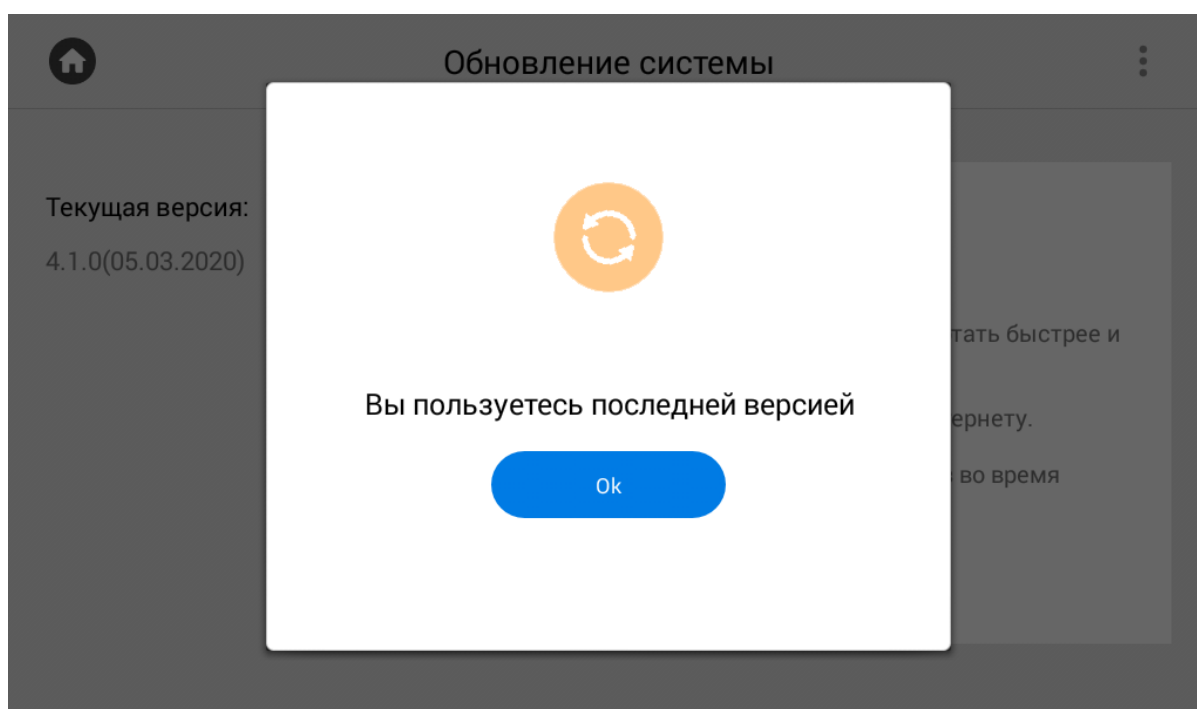 Обновление системы
Текущая версия:
4.1.0(05.03.2020)
Вы пользуетесь последней версией
Ok
тать быстрее и
ернету.
во время